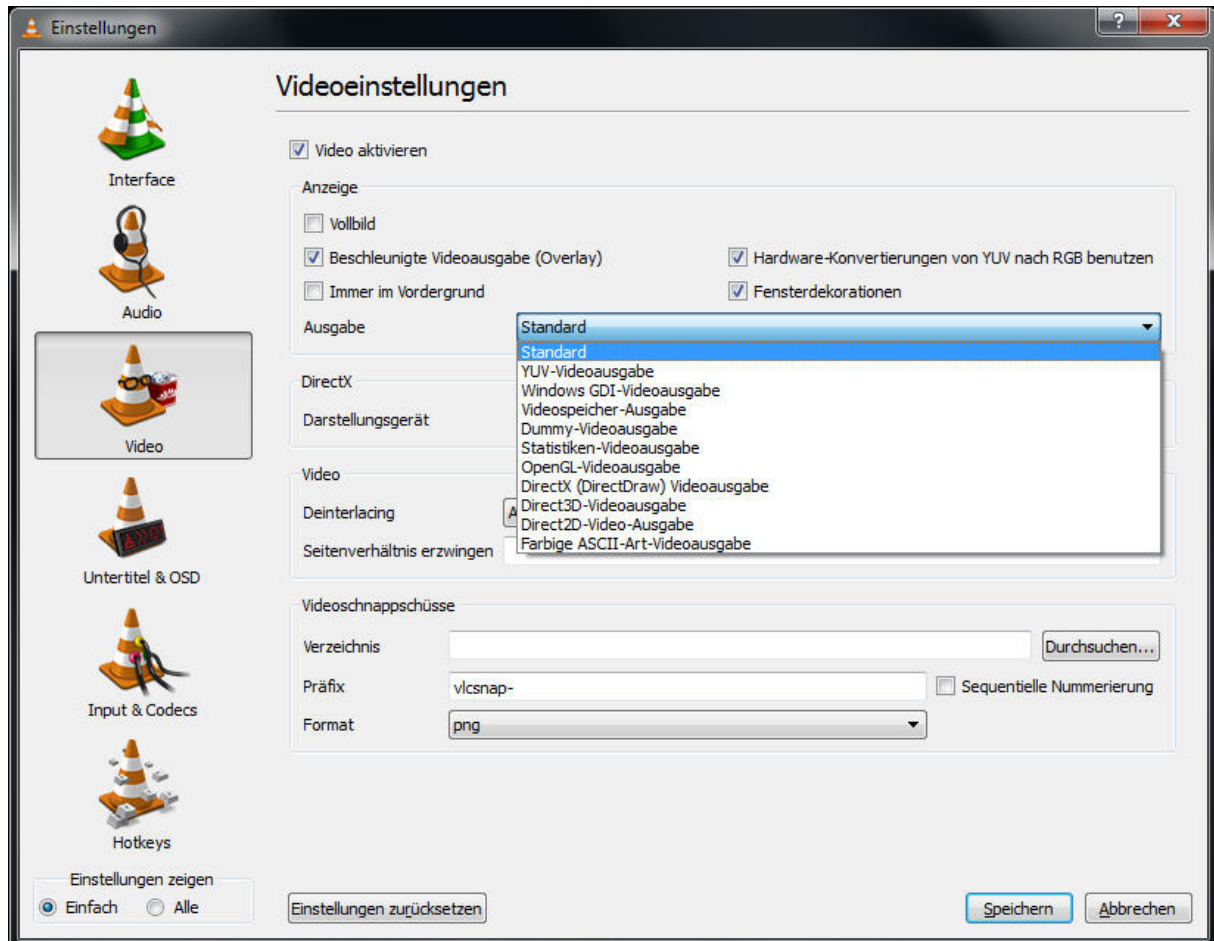 Einstellungen
?
X
Videoeinstellungen
Video aktivieren
Interface
Anzeige
Vollbild
Beschleunigte Videoausgabe (Overlay)
Hardware-Konvertierungen von YUV nach RGB benutzen
Immer im Vordergrund
Fensterdekorationen
Audio
Ausgabe
Standard
Standard
YUV-Videoausgabe
Windows GDI-Videoausgabe
Videospeicher-Ausgabe
Dummy-Videoausgabe
Statistiken-Videoausgabe
OpenGL-Videoausgabe
DirectX (DirectDraw) Videoausgabe
Direct3D-Videoausgabe
Direct2D-Video-Ausgabe
Farbige ASCII-Art-Videoausgabe
DirectX
Darstellungsgerät
Video
Video
Deinterlacing
A
Seitenverhältnis erzwingen
Untertitel & OSD
Videoschnappschüsse
Verzeichnis
Durchsuchen...
Präfix
vlcsnap-
Sequentielle Nummerierung
Input & Codecs
Format
png
Hotkeys
Einstellungen zeigen
Einfach
Alle
Einstellungen zurücksetzen
Speichern
Abbrechen